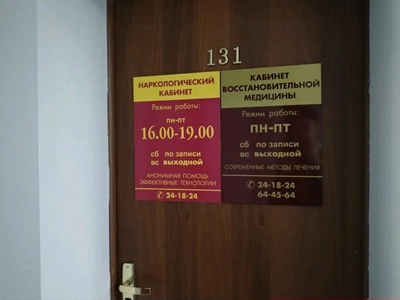 131
НАРКОЛОГИЧЕСКИЙ
КАБИНЕТ
Режим работы:
ПН-ПТ
16.00-19.00
сб по записи
вс выходной
АНОНИМНАЯ ПОМОЩЬ
ЭФФЕКТИВНЫЕ ТЕХНОЛОГИИ
24-18-24
КАБИНЕТ
ВОССТАНОВИТЕЛЬНОЙ
МЕДИЦИНЫ
Режим работы:
ПН-ПТ
сб по записи
вс выходной
СОВРЕМЕННЫЕ МЕТОДЫ ЛЕЧЕНИЯ
24-18-24
64-45-64